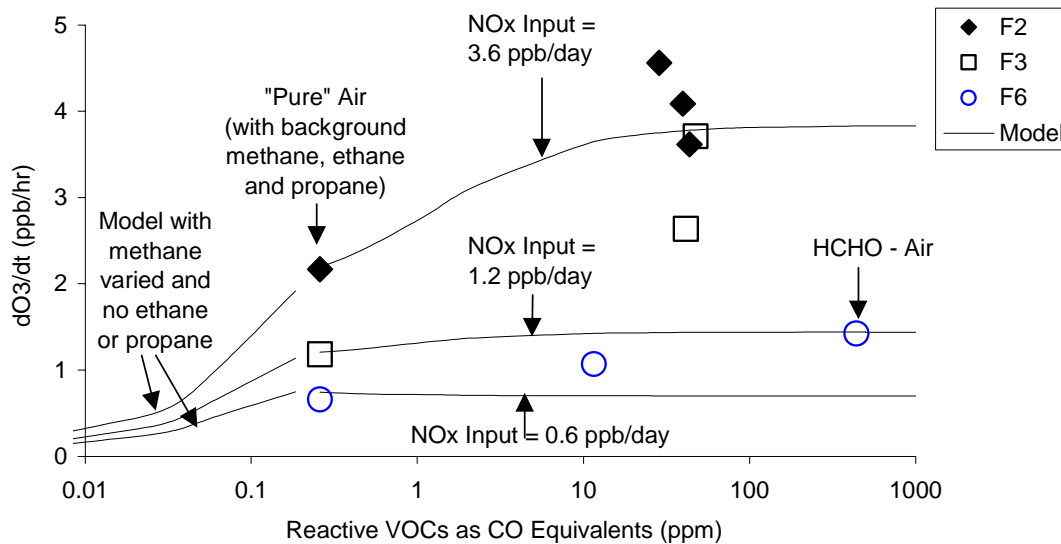 5
4
3
2
1
0
dO3/dt (ppb/hr)
0.01
0.1
1
10
100
1000
Reactive VOCs as CO Equivalents (ppm)
NOx Input =
3.6 ppb/day
"Pure" Air
(with background
methane, ethane
and propane)
Model with
methane
varied and
no ethane
or propane
NOx Input =
1.2 ppb/day
HCHO - Air
NOx Input = 0.6 ppb/day
F2
F3
F6
Model